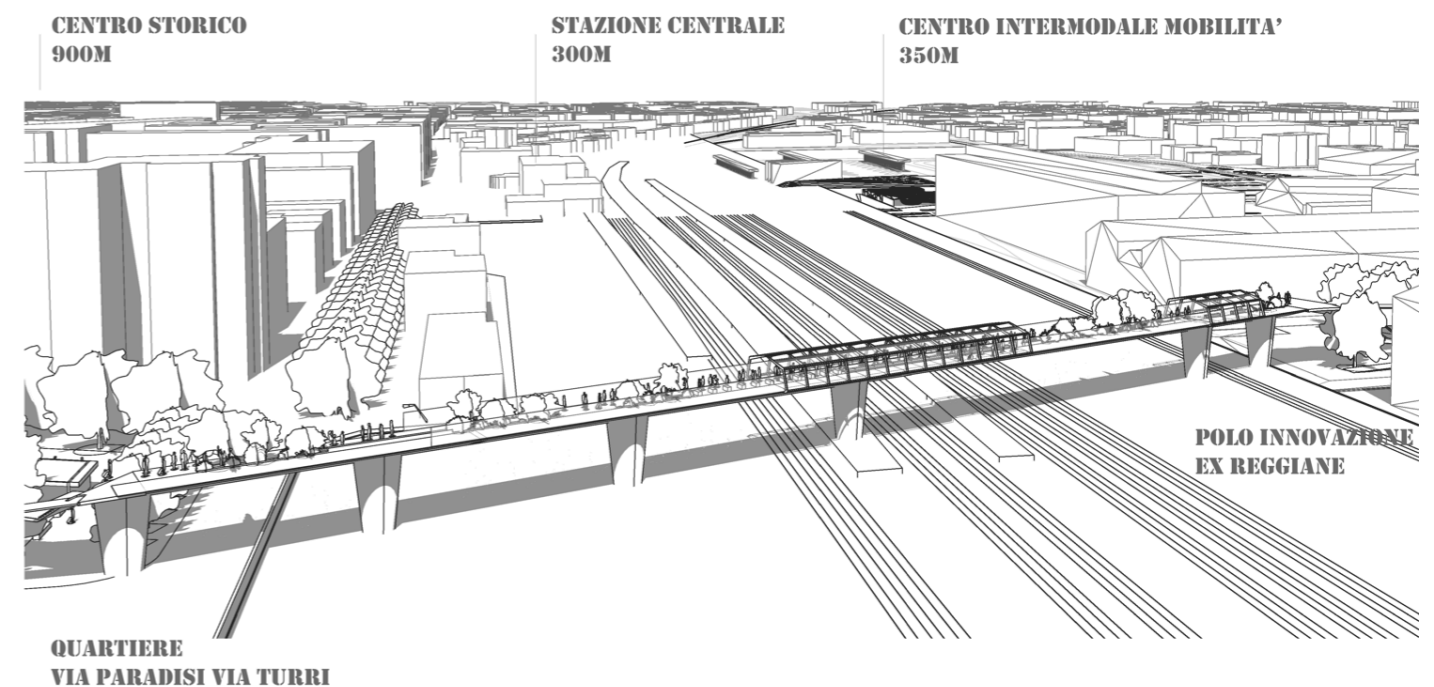 CENTRO STORICO
900M
STAZIONE CENTRALE
300M
CENTRO INTERMODALE MOBILITA'
350M
POLO INNOVAZIONE
EX REGGIANE
QUARTIERE
VIA PARADISI VIA TURRI